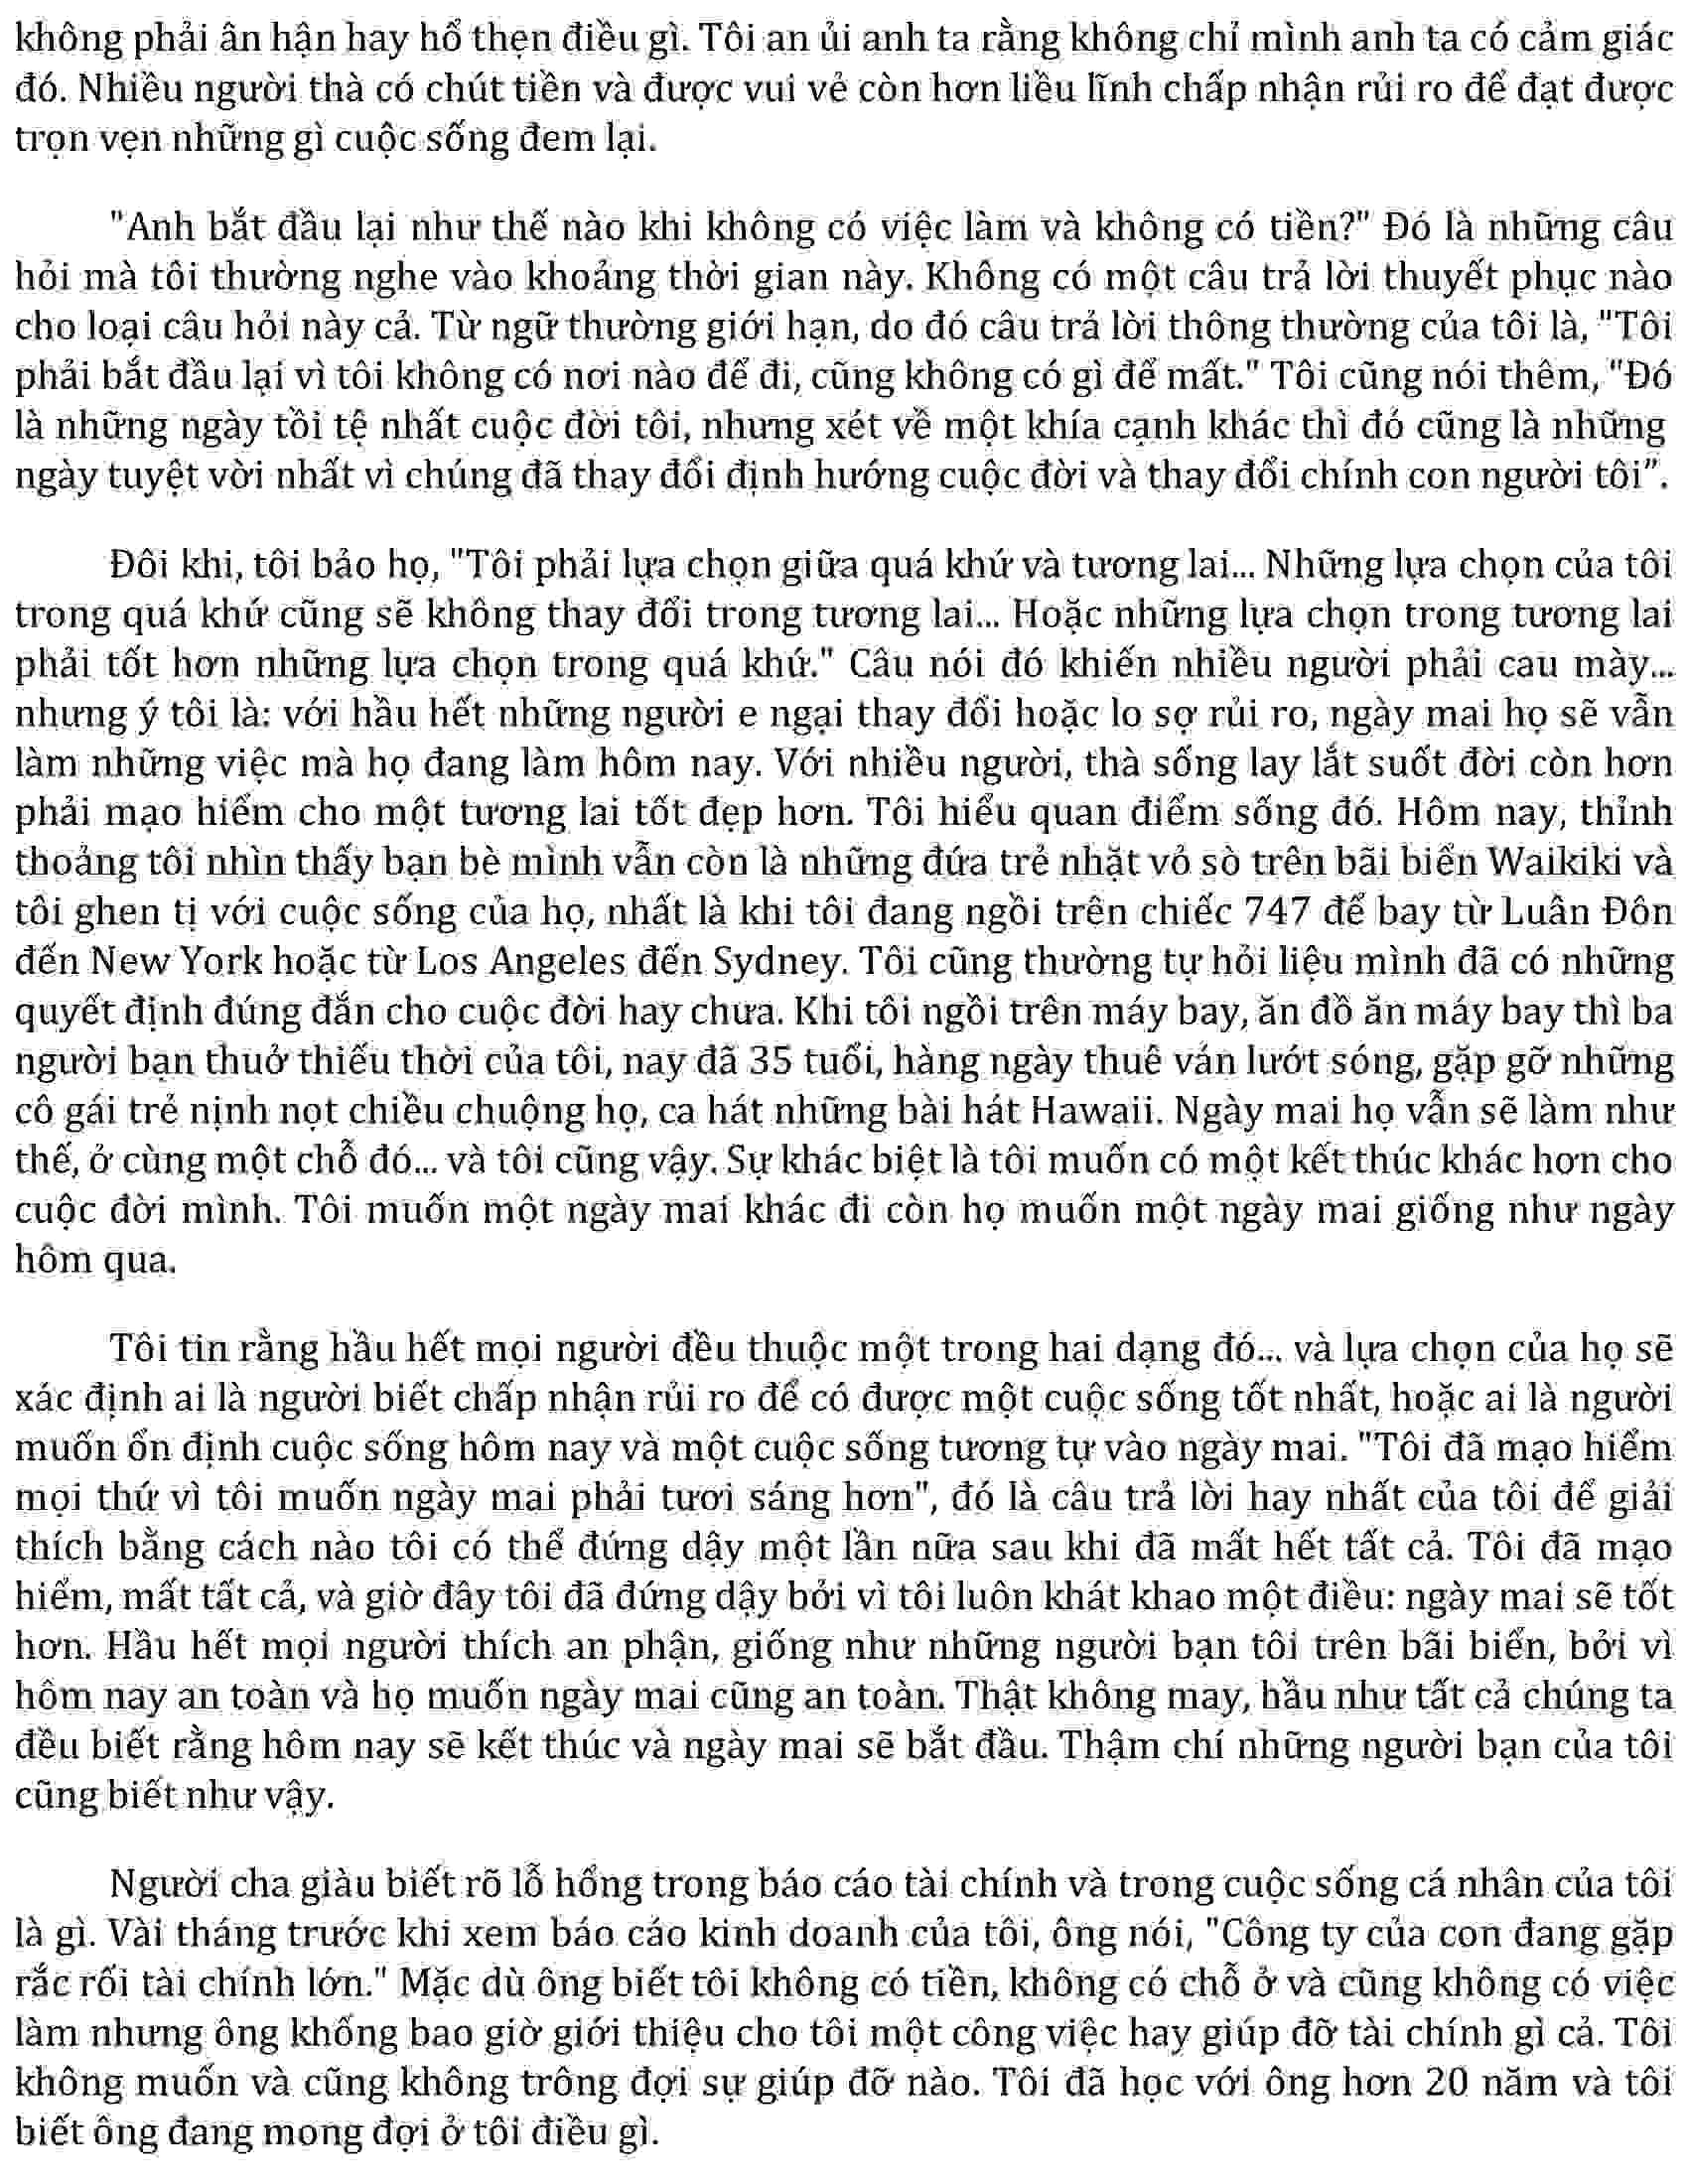 không phải ân hận hay hổ thẹn điều gì. Tôi an ủi anh ta rằng không chỉ mình anh ta có cảm giác
đó. Nhiều người thà có chút tiền và được vui vẻ còn hơn liều lĩnh chấp nhận rủi ro để đạt được
trọn vẹn những gì cuộc sống đem lại.
"Anh bắt đầu lại như thế nào khi không có việc làm và không có tiền?" Đó là những câu
hỏi mà tôi thường nghe vào khoảng thời gian này. Không có một câu trả lời thuyết phục nào
cho loại câu hỏi này cả. Từ ngữ thường giới hạn, do đó câu trả lời thông thường của tôi là, "Tôi
phải bắt đầu lại vì tôi không có nơi nào để đi, cũng không có gì để mất." Tôi cũng nói thêm, "Đó
là những ngày tồi tệ nhất cuộc đời tôi, nhưng xét về một khía cạnh khác thì đó cũng là những
ngày tuyệt vời nhất vì chúng đã thay đổi định hướng cuộc đời và thay đổi chính con người tôi”.
Đôi khi, tôi bảo họ, "Tôi phải lựa chọn giữa quá khứ và tương lai... Những lựa chọn của tôi
trong quá khứ cũng sẽ không thay đổi trong tương lai... Hoặc những lựa chọn trong tương lai
phải tốt hơn những lựa chọn trong quá khứ." Câu nói đó khiến nhiều người phải cau mày...
nhưng ý tôi là: với hầu hết những người e ngại thay đổi hoặc lo sợ rủi ro, ngày mai họ sẽ vẫn
làm những việc mà họ đang làm hôm nay. Với nhiều người, thà sống lay lắt suốt đời còn hơn
phải mạo hiểm cho một tương lai tốt đẹp hơn. Tôi hiểu quan điểm sống đó. Hôm nay, thỉnh
thoảng tôi nhìn thấy bạn bè mình vẫn còn là những đứa trẻ nhặt vỏ sò trên bãi biển Waikiki và
tôi ghen tị với cuộc sống của họ, nhất là khi tôi đang ngồi trên chiếc 747 để bay từ Luân Đôn
đến New York hoặc từ Los Angeles đến Sydney. Tôi cũng thường tự hỏi liệu mình đã có những
quyết định đúng đắn cho cuộc đời hay chưa. Khi tôi ngồi trên máy bay, ăn đồ ăn máy bay thì ba
người bạn thuở thiếu thời của tôi, nay đã 35 tuổi, hàng ngày thuê ván lướt sóng, gặp gỡ những
cô gái trẻ nịnh nọt chiều chuộng họ, ca hát những bài hát Hawaii. Ngày mai họ vẫn sẽ làm như
thế, ở cùng một chỗ đó... và tôi cũng vậy. Sự khác biệt là tôi muốn có một kết thúc khác hơn cho
cuộc đời mình. Tôi muốn một ngày mai khác đi còn họ muốn một ngày mai giống như ngày
hôm qua.
Tôi tin rằng hầu hết mọi người đều thuộc một trong hai dạng đó... và lựa chọn của họ sẽ
xác định ai là người biết chấp nhận rủi ro để có được một cuộc sống tốt nhất, hoặc ai là người
muốn ổn định cuộc sống hôm nay và một cuộc sống tương tự vào ngày mai. "Tôi đã mạo hiểm
mọi thứ vì tôi muốn ngày mai phải tươi sáng hơn", đó là câu trả lời hay nhất của tôi để giải
thích bằng cách nào tôi có thể đứng dậy một lần nữa sau khi đã mất hết tất cả. Tôi đã mạo
hiểm, mất tất cả, và giờ đây tôi đã đứng dậy bởi vì tôi luôn khát khao một điều: ngày mai sẽ tốt
hơn. Hầu hết mọi người thích an phận, giống như những người bạn tôi trên bãi biển, bởi vì
hôm nay an toàn và họ muốn ngày mai cũng an toàn. Thật không may, hầu như tất cả chúng ta
đều biết rằng hôm nay sẽ kết thúc và ngày mai sẽ bắt đầu. Thậm chí những người bạn của tôi
cũng biết như vậy.
Người cha giàu biết rõ lỗ hổng trong báo cáo tài chính và trong cuộc sống cá nhân của tôi
là gì. Vài tháng trước khi xem báo cáo kinh doanh của tôi, ông nói, "Công ty của con đang gặp
rắc rối tài chính lớn." Mặc dù ông biết tôi không có tiền, không có chỗ ở và cũng không có việc
làm nhưng ông khống bao giờ giới thiệu cho tôi một công việc hay giúp đỡ tài chính gì cả. Tôi
không muốn và cũng không trông đợi sự giúp đỡ nào. Tôi đã học với ông hơn 20 năm và tôi
biết ông đang mong đợi ở tôi điều gì.